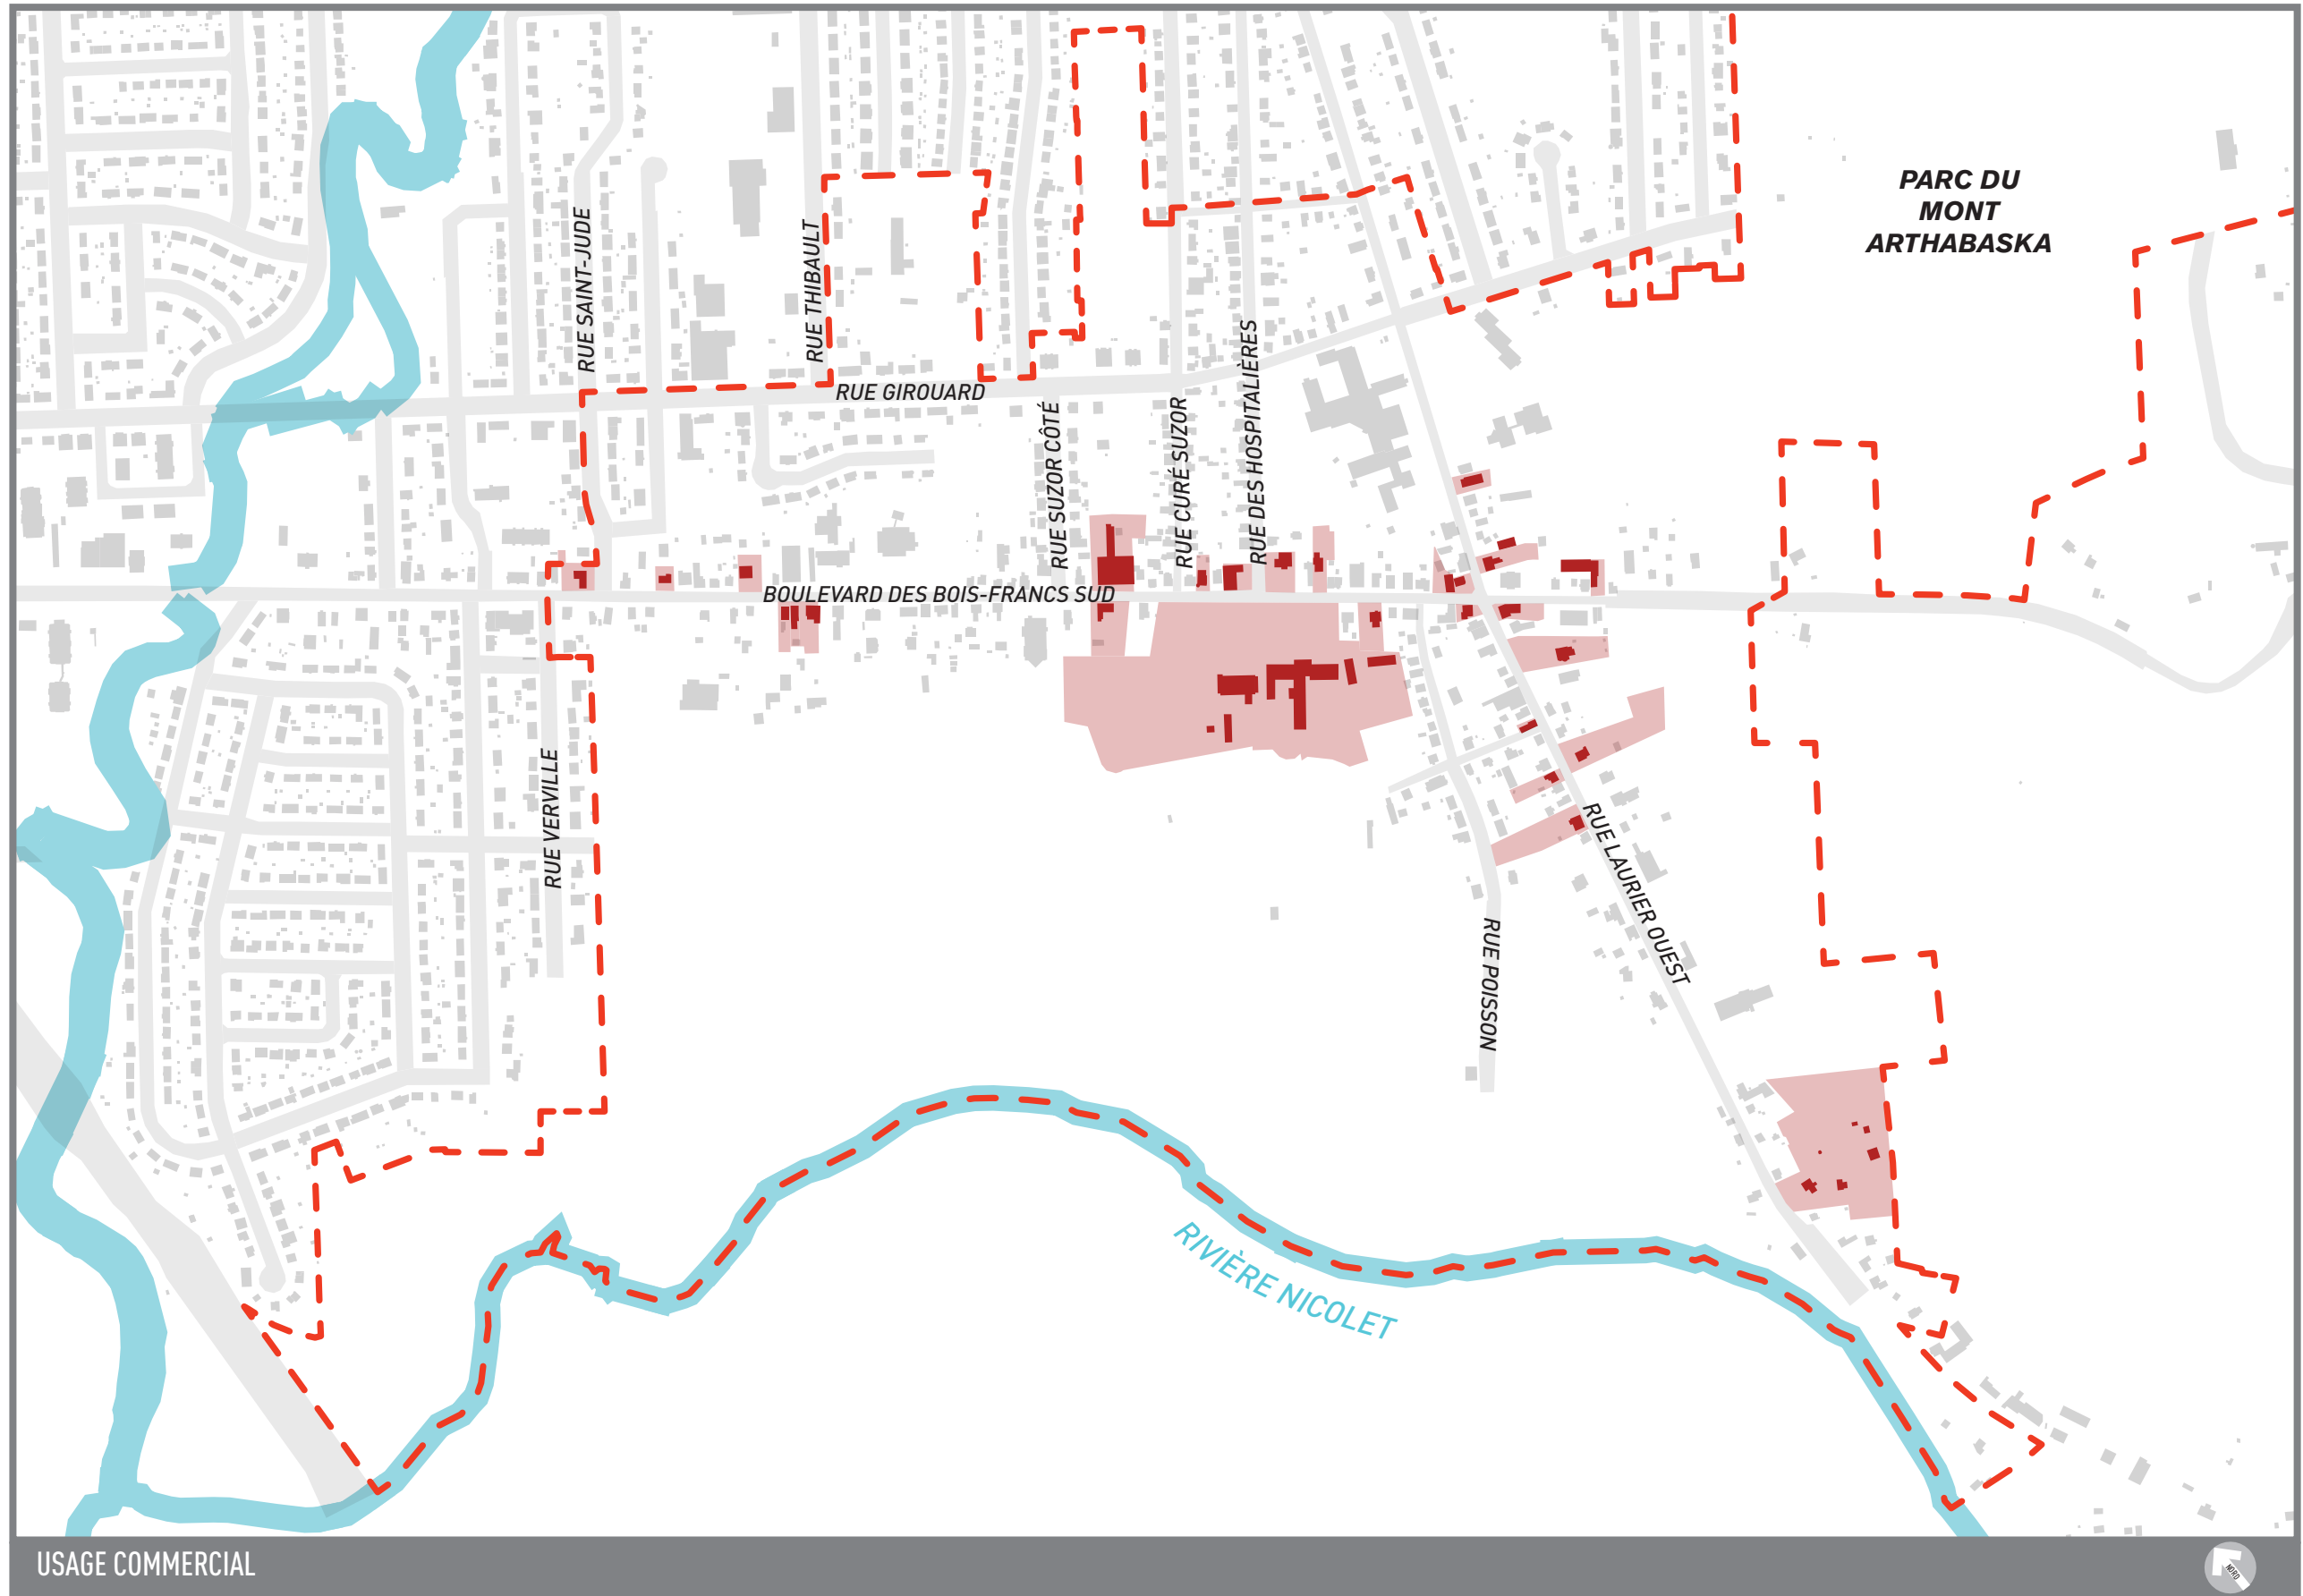 PARC DU
MONT
ARTHABASKA
RUE SAINT-JUDE
RUE THIBAULT
RUE GIROUARD
RUE SUZOR CÔTÉ
RUE CURÉ SUZOR
RUE DES HOSPITALIÈRES
BOULEVARD DES BOIS-FRANCS SUD
RUE VERVILLE
RUE LAURIER OUEST
RUE POISSON
RIVIÈRE NICOLET
USAGE COMMERCIAL
NORD